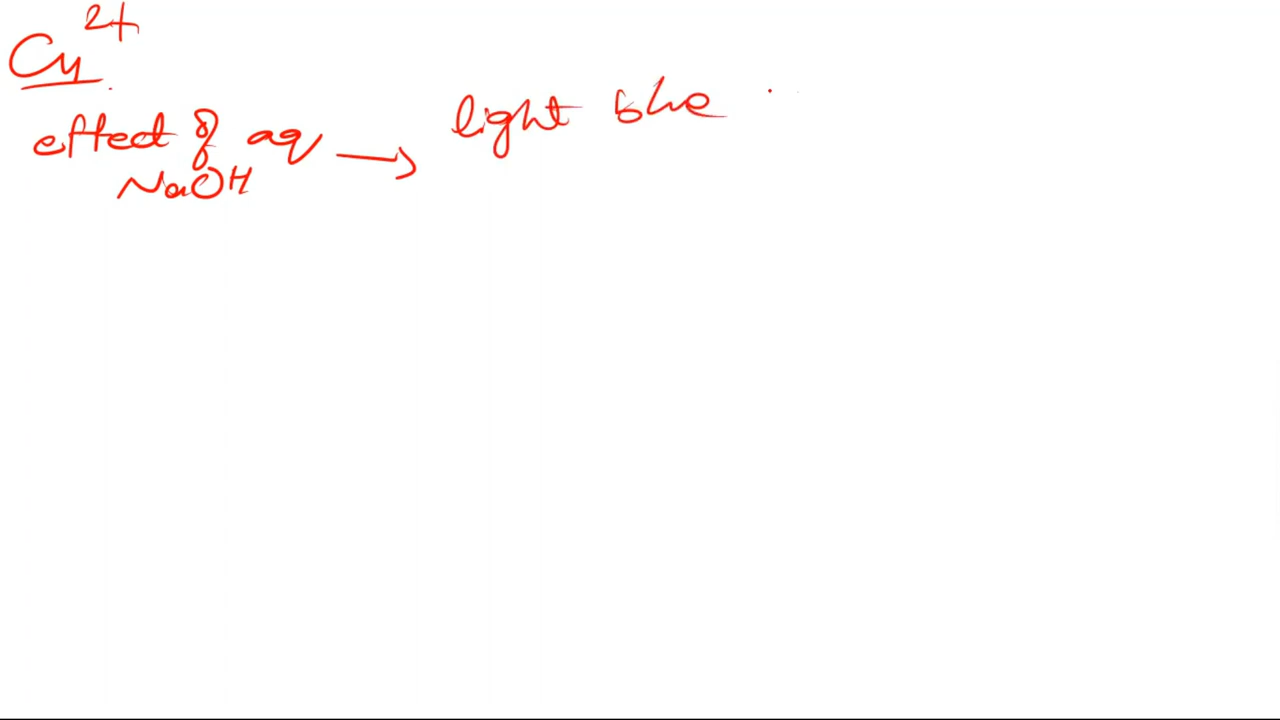 Cu²⁺
effect of aq → light blue
NaOH